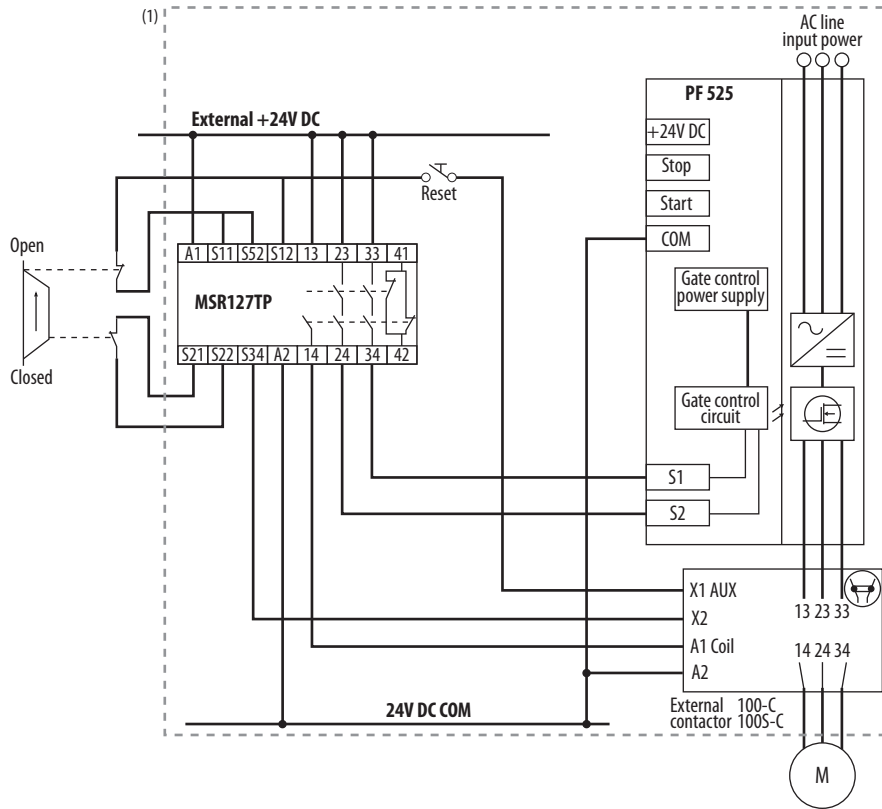 (1)
AC line
input power
PF 525
External +24V DC
+24V DC
Stop
Reset
Start
COM
Open
A1 S11 S52 S12 13 23 33 41
MSR127TP
Gate control
power supply
S21 S22 S34 A2 14 24 34 42
Closed
Gate control
circuit
S1
S2
X1 AUX
13 23 33
X2
A1 Coil
14 24 34
A2
24V DC COM
External 100-C
contactor 100S-C
M